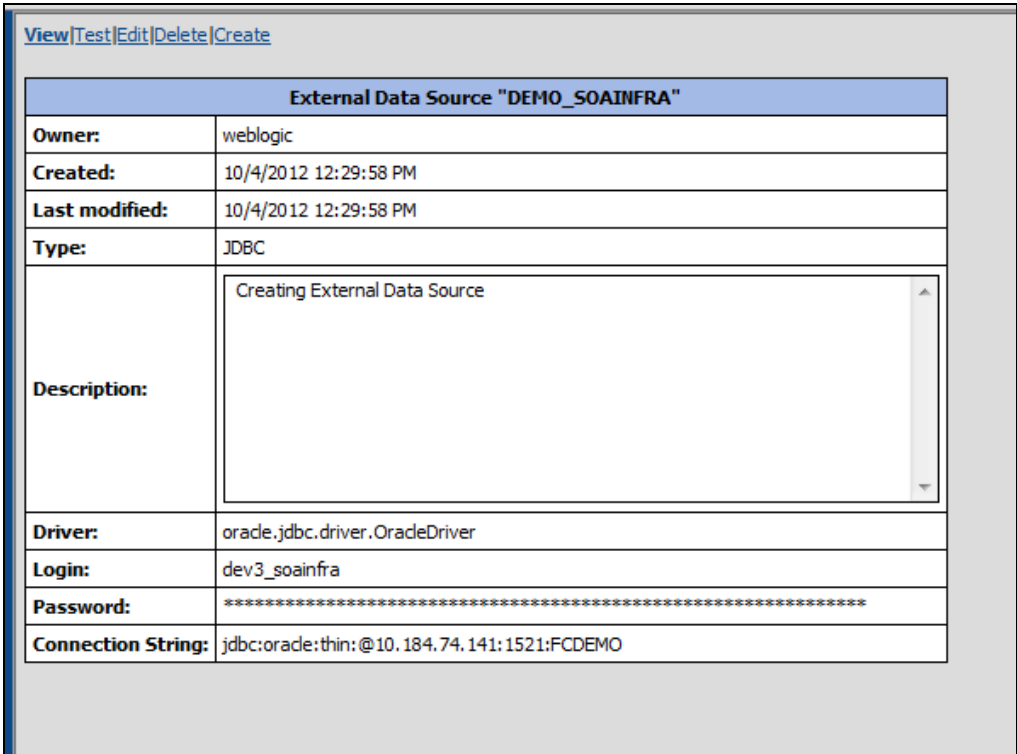 View|Test|Edit|Delete|Create
External Data Source "DEMO_SOAINFRA"
Owner: weblogic
Created: 10/4/2012 12:29:58 PM
Last modified: 10/4/2012 12:29:58 PM
Type: JDBC
Description: Creating External Data Source
Driver: oracle.jdbc.driver.OracleDriver
Login: dev3_soainfra
Password: ****************************************************************
Connection String: jdbc:oracle:thin:@10.184.74.141:1521:FCDEMO